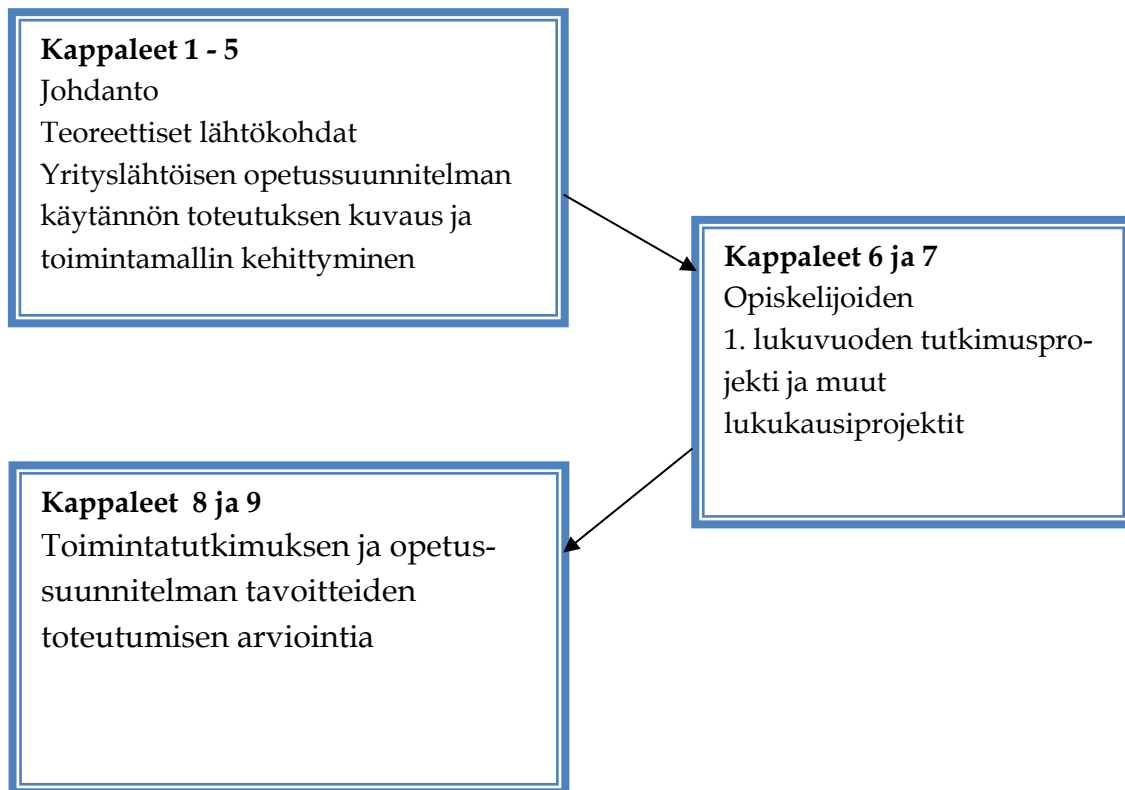 Kappaleet 1 - 5
Johdanto
Teoreettiset lähtökohdat
Yrityslähtöisen opetussuunnitelman
käytännön toteutuksen kuvaus ja
toimintamallin kehittyminen
Kappaleet 6 ja 7
Opiskelijoiden
1. lukuvuoden tutkimuspro-
jekti ja muut
lukukausiprojektit
Kappaleet 8 ja 9
Toimintatutkimuksen ja opetus-
suunnitelman tavoitteiden
toteutumisen arviointia